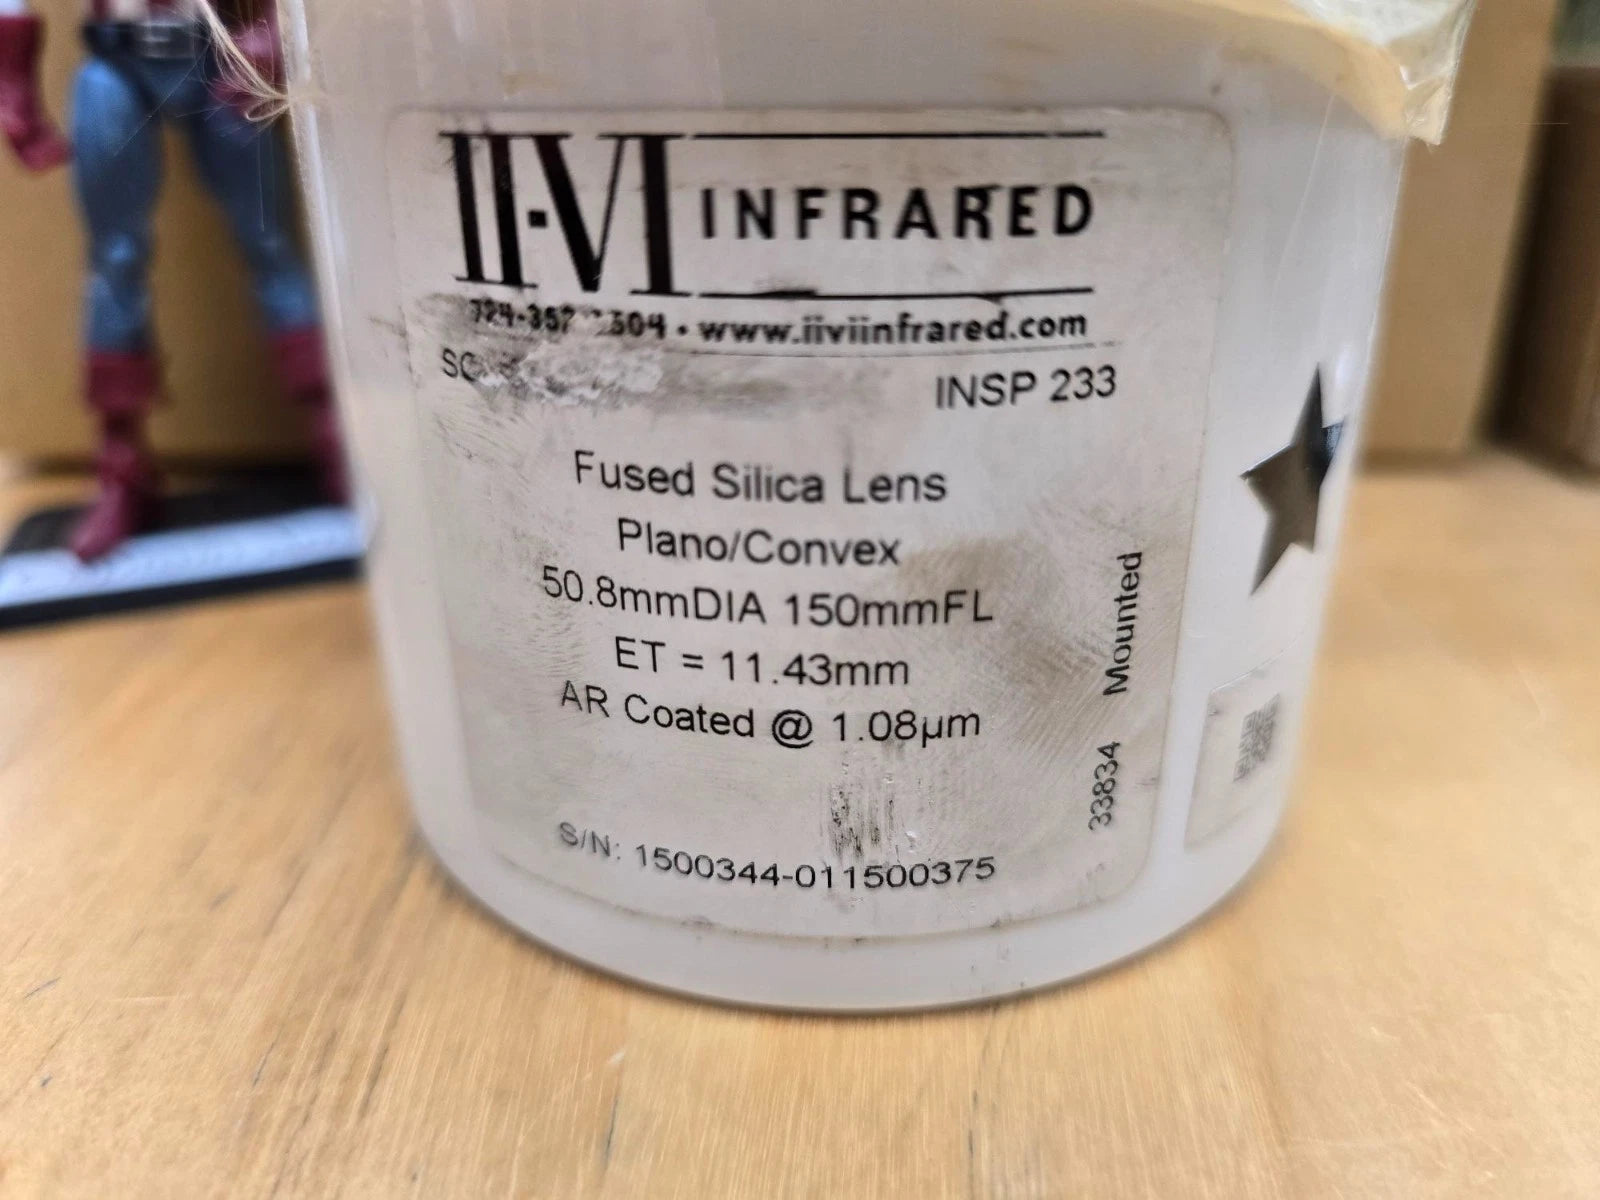 II-VI INFRARED
www.iiviinfrared.com
INSP 233
Fused Silica Lens
Plano/Convex
50.8mmDIA 150mmFL
ET = 11.43mm
AR Coated @ 1.08µm
S/N: 1500344-011500375
33834 Mounted